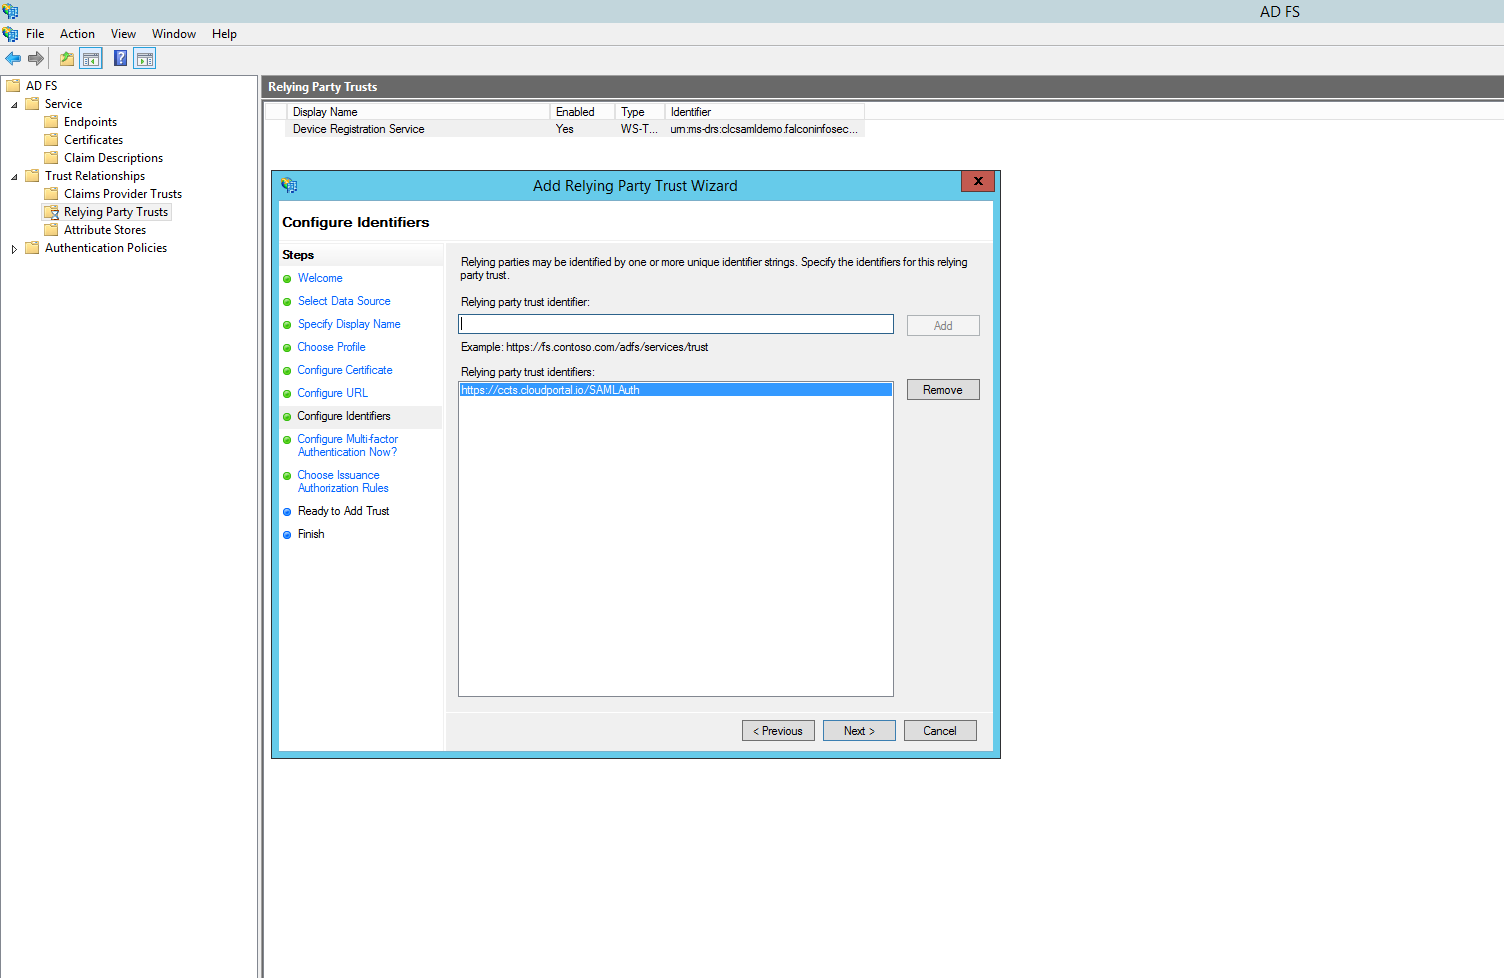 AD FS
File Action View Window Help
AD FS
Service
Endpoints
Certificates
Claim Descriptions
Trust Relationships
Claims Provider Trusts
Relying Party Trusts
Attribute Stores
Authentication Policies
Relying Party Trusts
Display Name Enabled Type Identifier
Device Registration Service Yes WS-T... urn:ms-drs:clcsamldemo.falconinfosec...
Add Relying Party Trust Wizard
X
Configure Identifiers
Steps
Welcome
Select Data Source
Specify Display Name
Choose Profile
Configure Certificate
Configure URL
Configure Identifiers
Configure Multi-factor
Authentication Now?
Choose Issuance
Authorization Rules
Ready to Add Trust
Finish
Relying parties may be identified by one or more unique identifier strings. Specify the identifiers for this relying
party trust.
Relying party trust identifier:
Add
Example: https://fs.contoso.com/adfs/services/trust
Relying party trust identifiers:
https://ccts.cloudportal.io/SAMLAuth
Remove
< Previous Next > Cancel